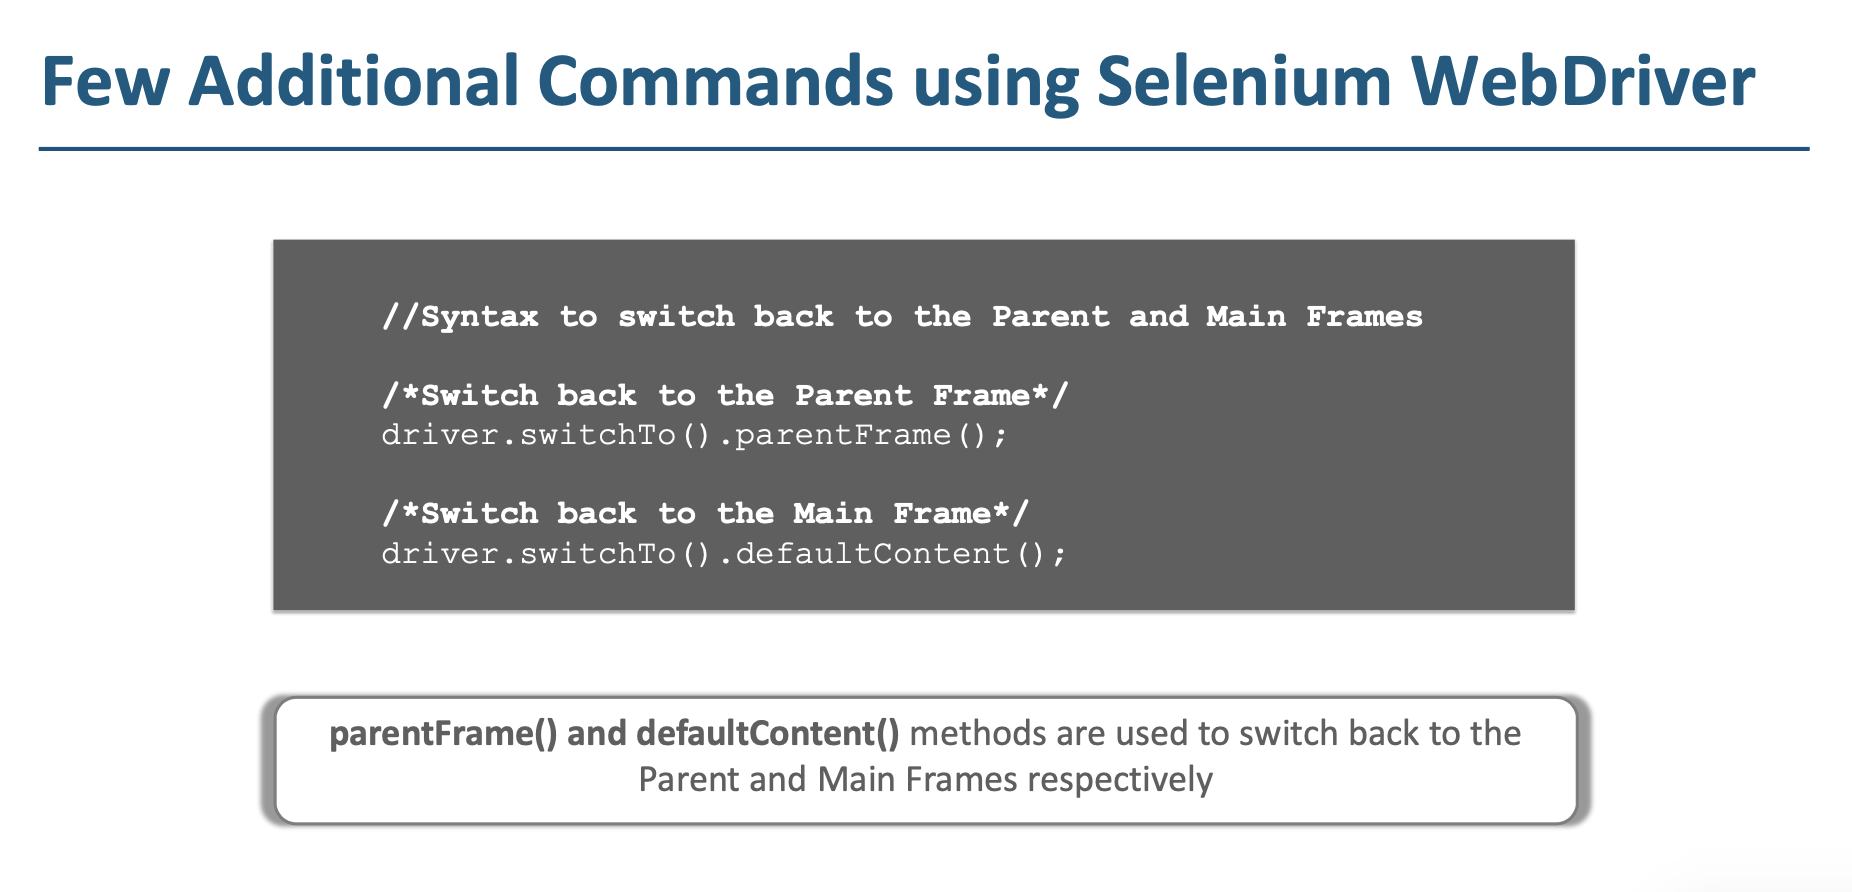 Few Additional Commands using Selenium WebDriver
//Syntax to switch back to the Parent and Main Frames
/*Switch back to the Parent Frame*/
driver.switchTo().parentFrame();
/*Switch back to the Main Frame*/
driver.switchTo().defaultContent();
parentFrame() and defaultContent() methods are used to switch back to the
Parent and Main Frames respectively